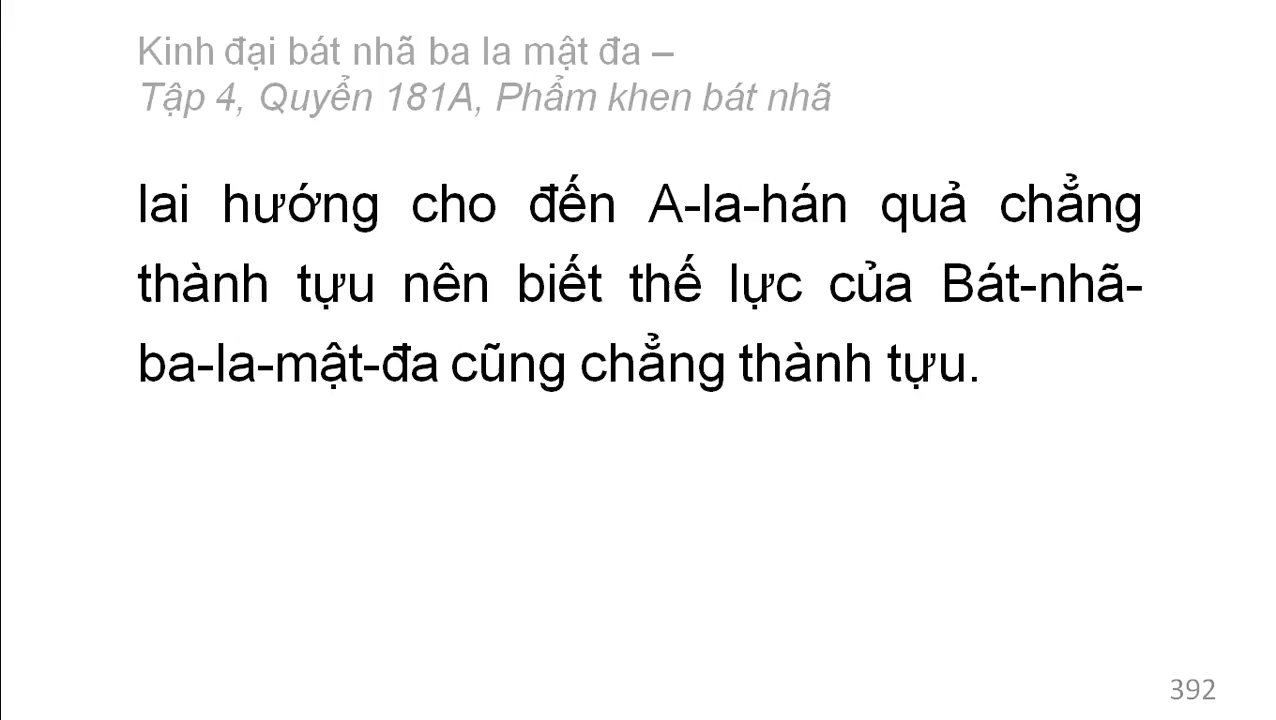 Kinh đại bát nhã ba la mật đa –
Tập 4, Quyển 181A, Phẩm khen bát nhã
lai hướng cho đến A-la-hán quả chẳng
thành tựu nên biết thế lực của Bát-nhã-
ba-la-mật-đa cũng chẳng thành tựu.
392